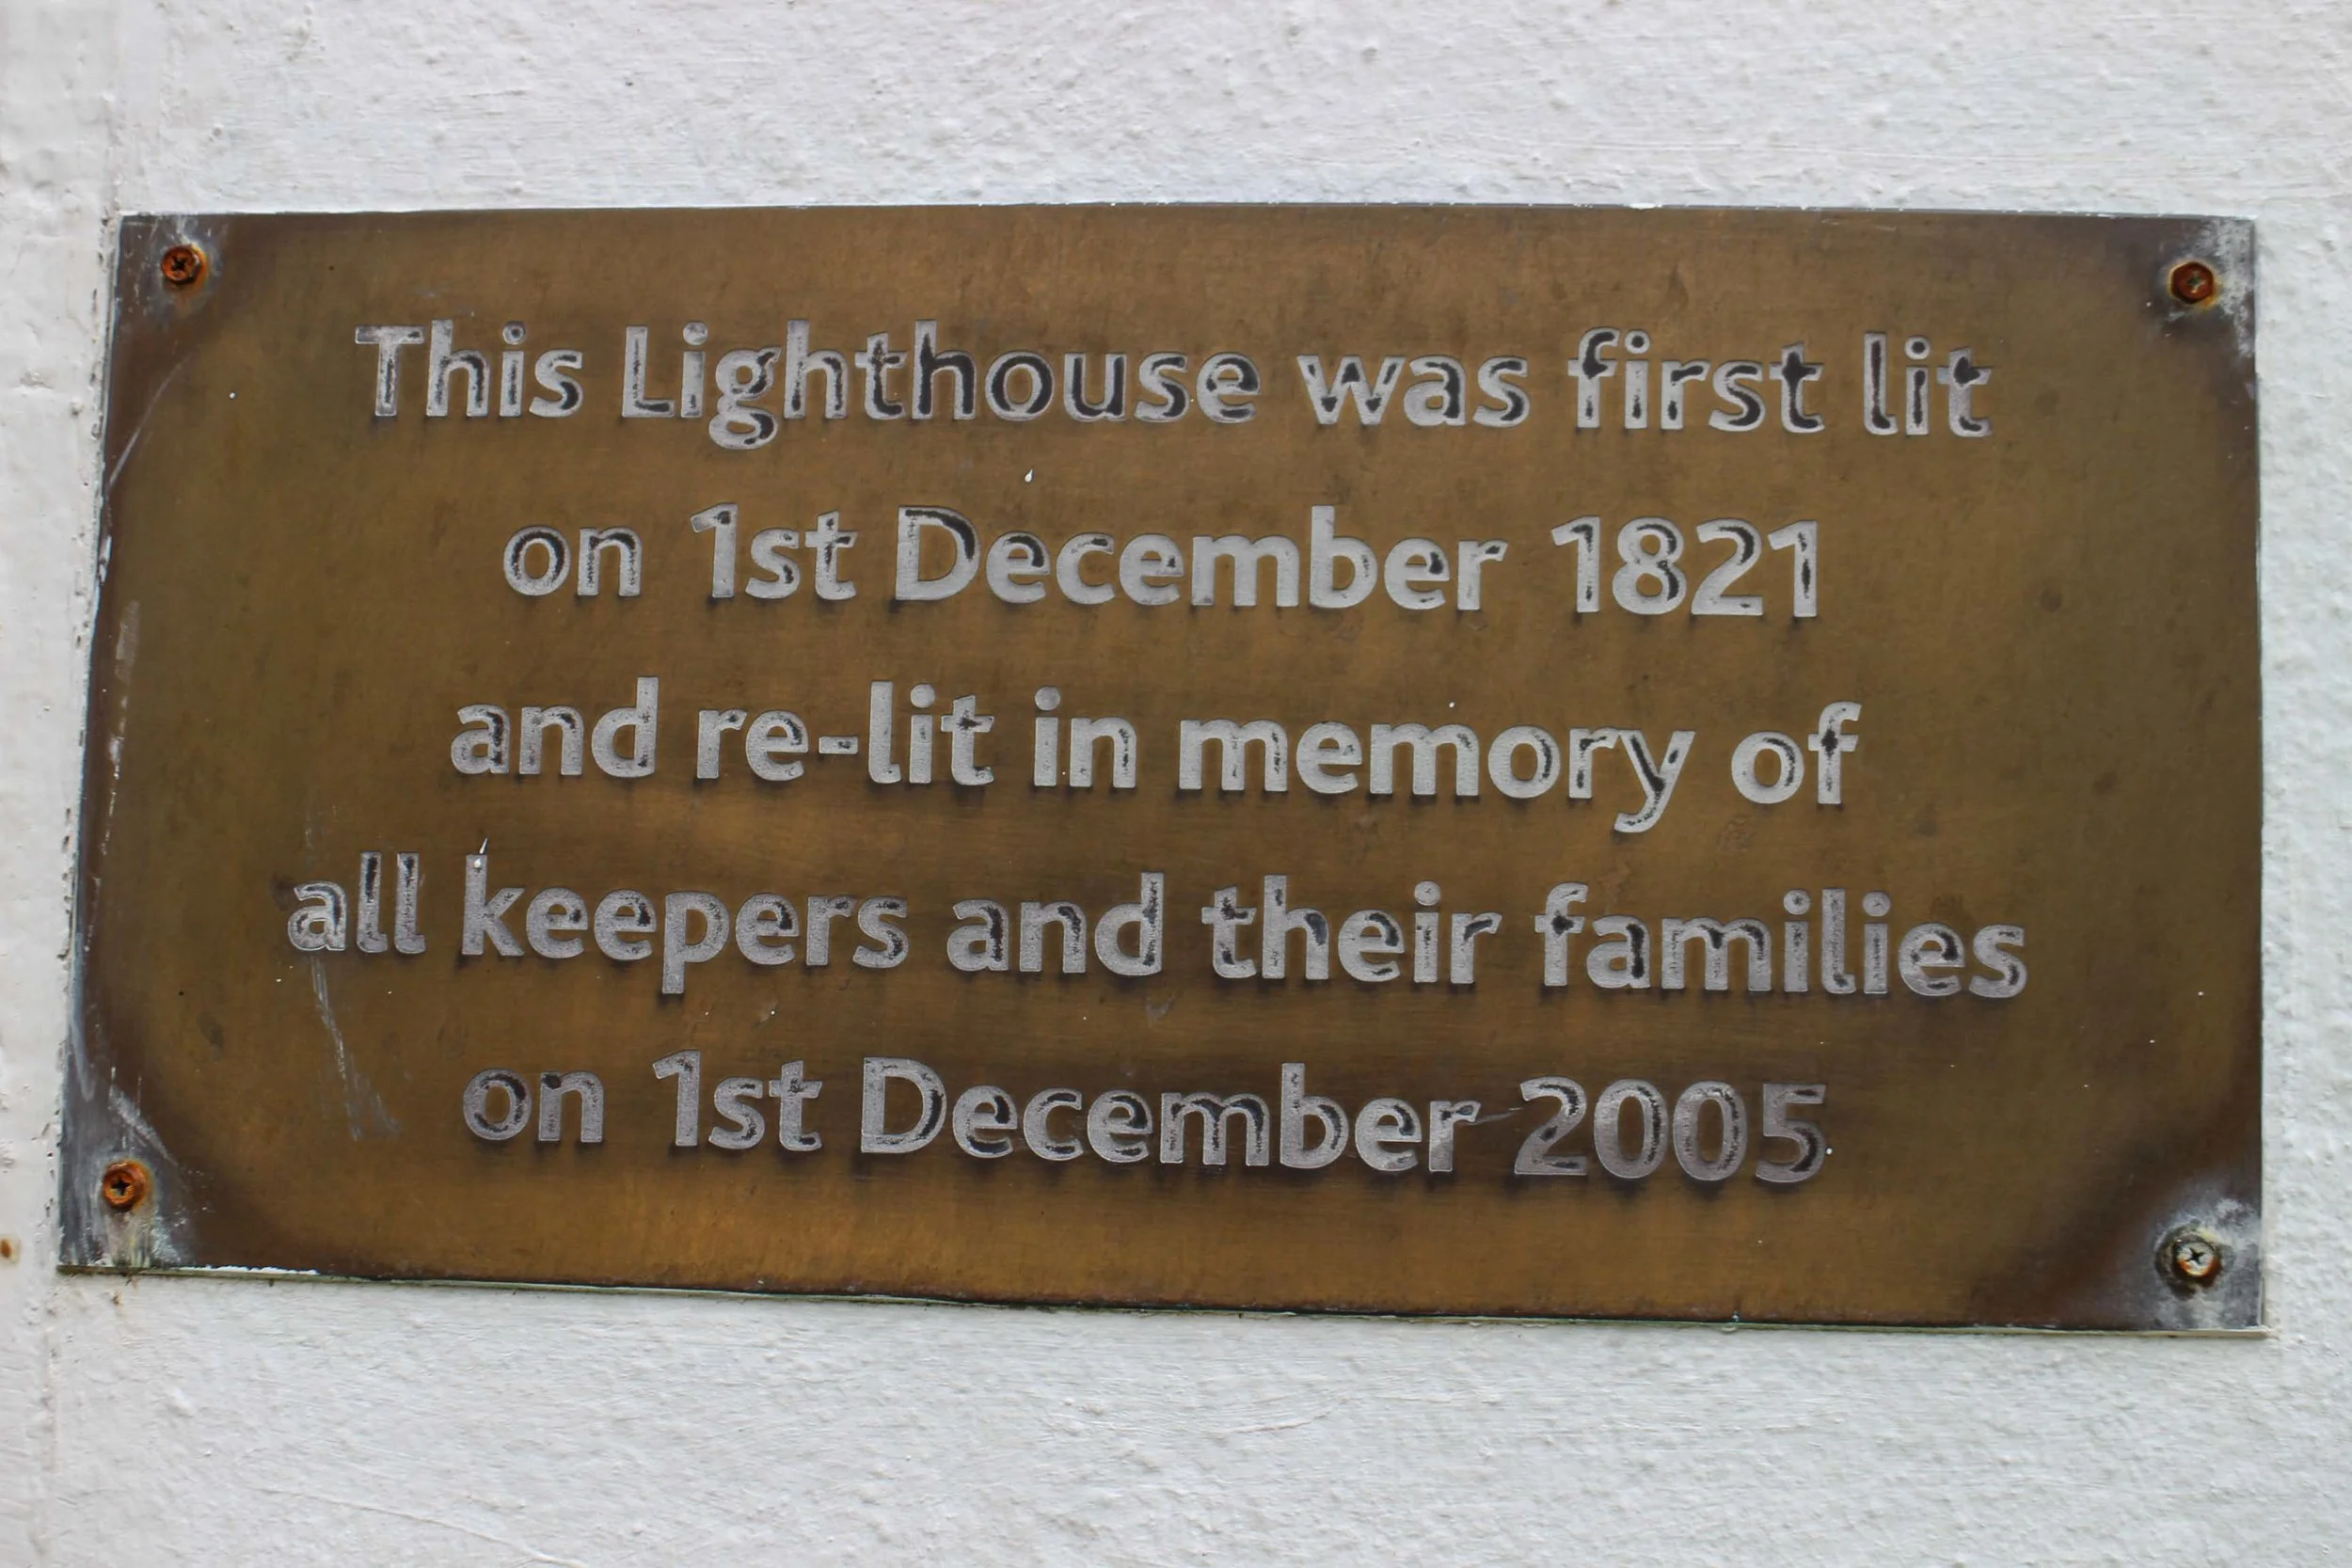 This Lighthouse was first lit
on 1st December 1821
and re-lit in memory of
all keepers and their families
on 1st December 2005